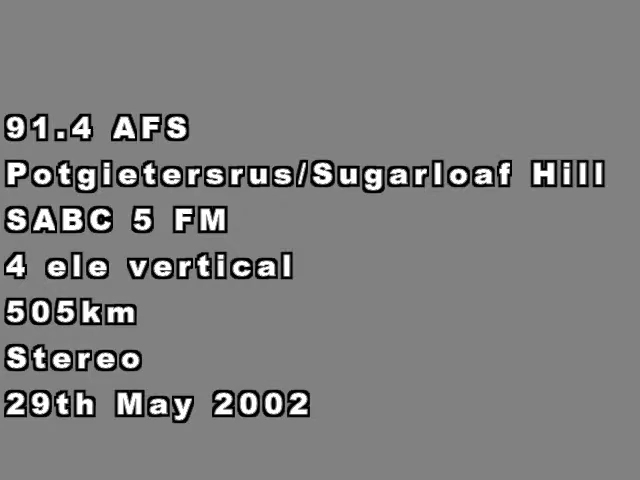 91.4 AFS
Potgietersrus/Sugarloaf Hill
SABC 5 FM
4 ele vertical
505km
Stereo
29th May 2002